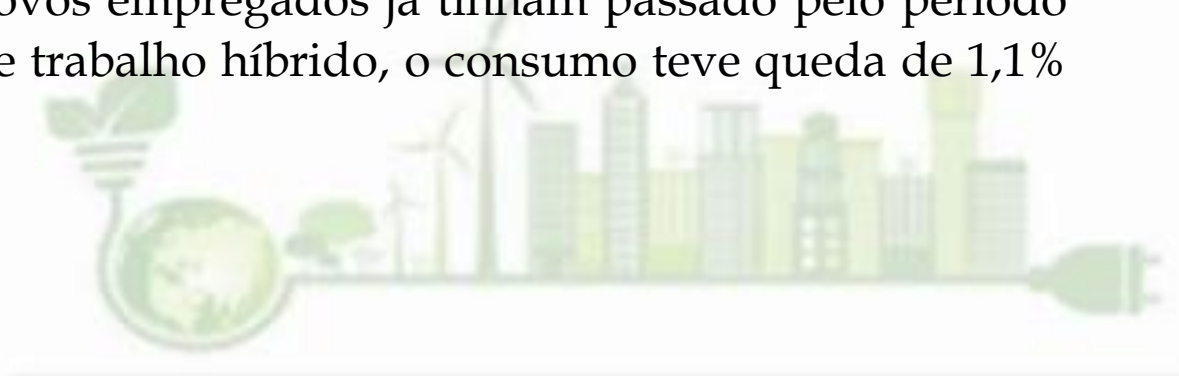 ovos empregados já tinham passado pelo período
e trabalho híbrido, o consumo teve queda de 1,1%